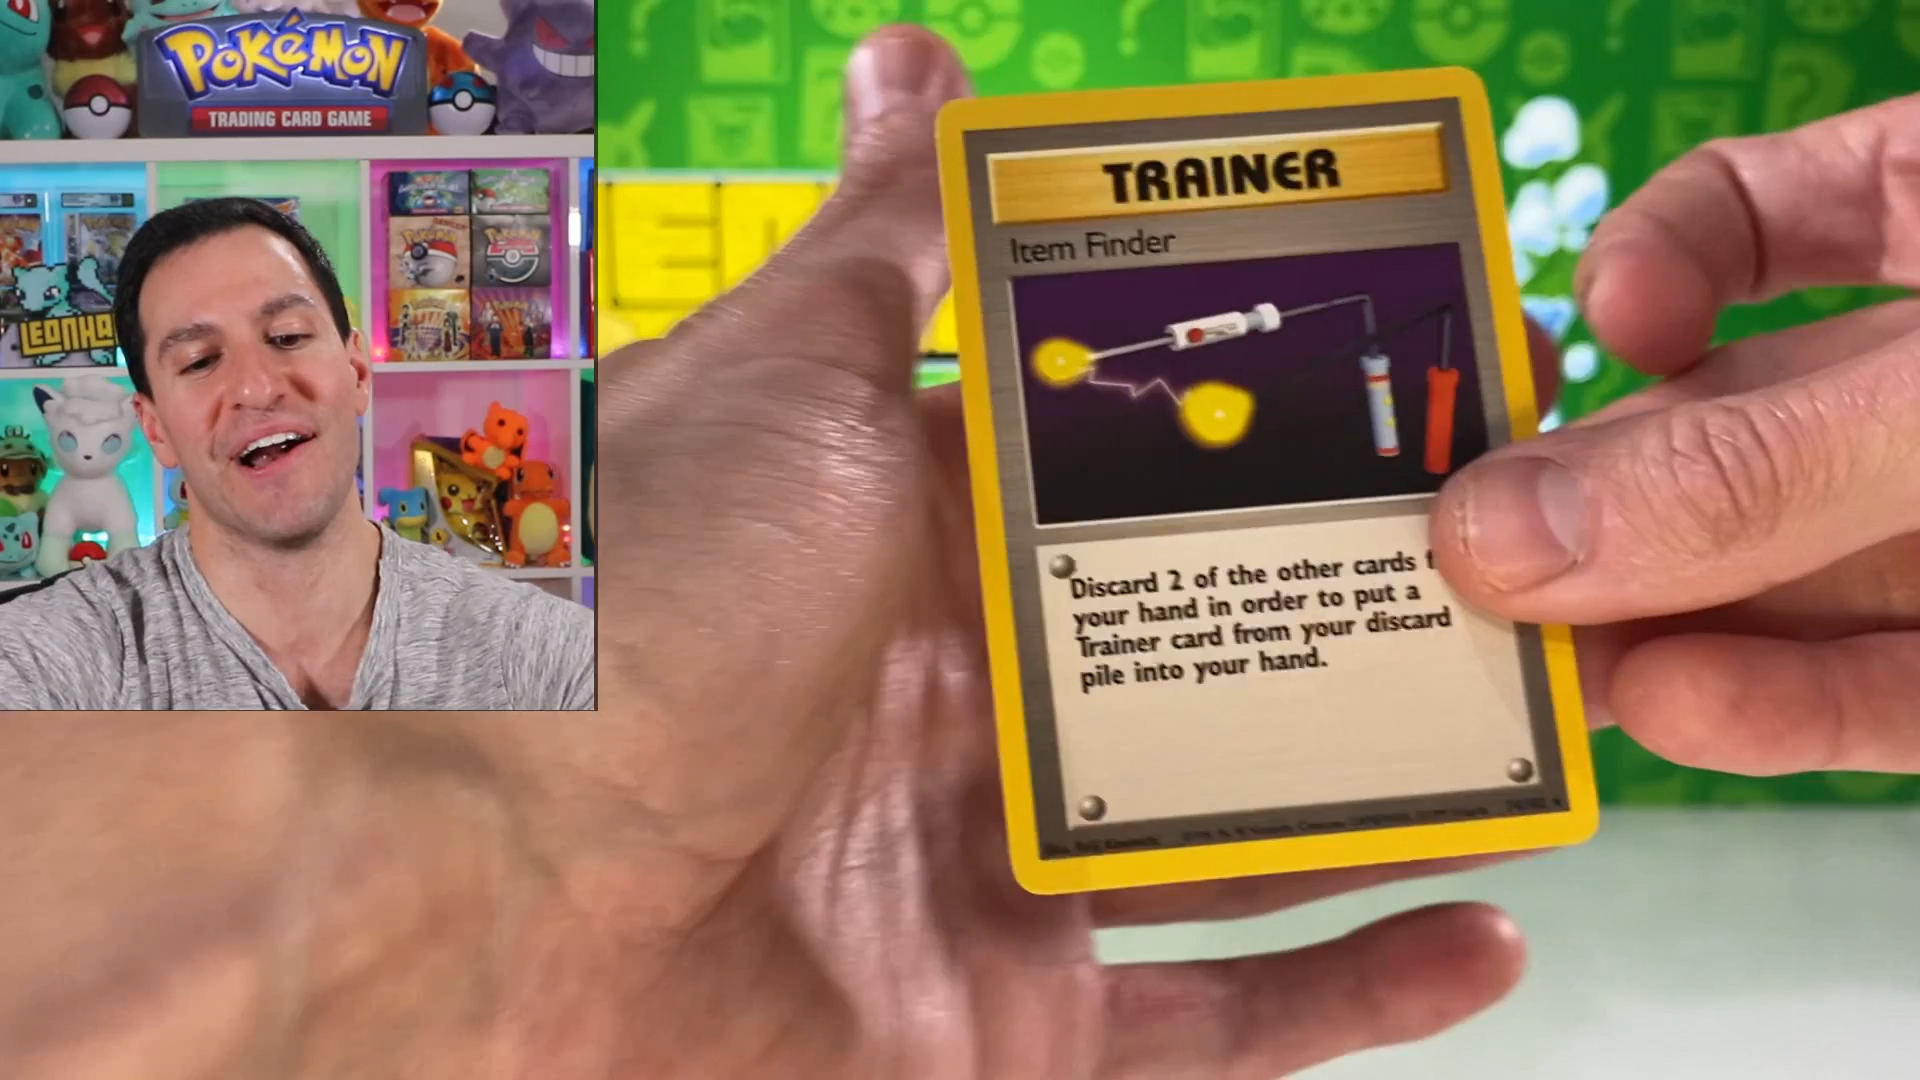 POKéMON
TRADING CARD GAME
LEONHA
TRAINER
Item Finder
Discard 2 of the other cards
your hand in order to put a
Trainer card from your discard
pile into your hand.